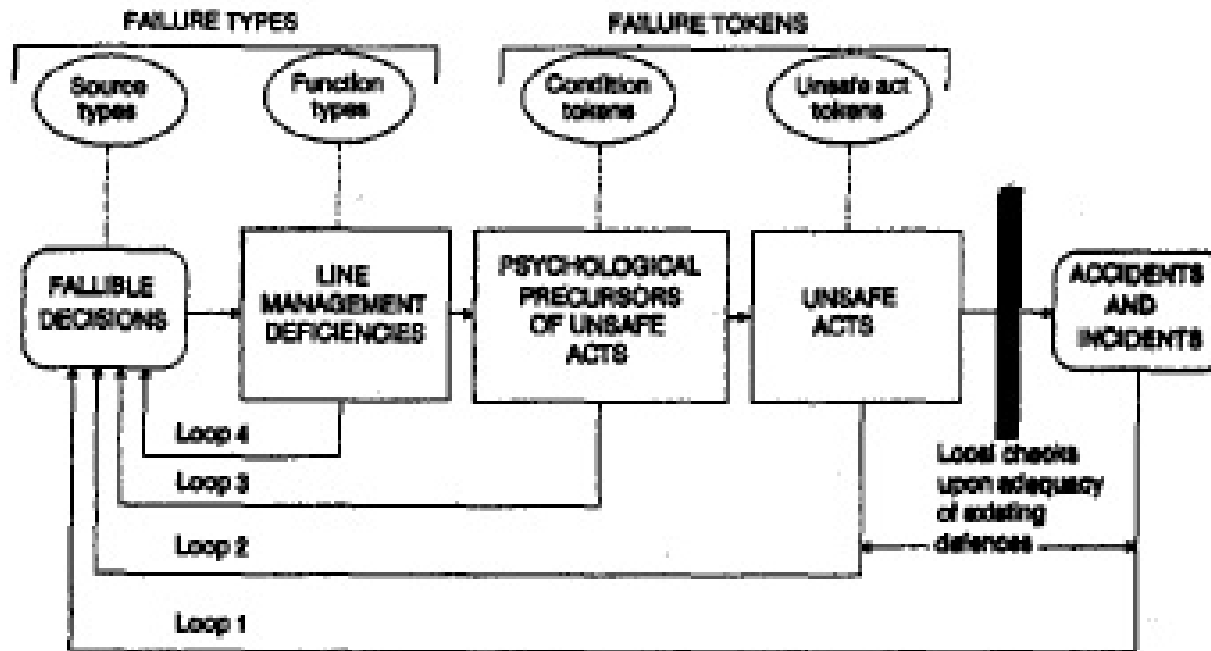 FAILURE TYPES
FAILURE TOKENS
Source
types
Function
types
Condition
tokens
Unsafe act
tokens
FALLIBLE
DECISIONS
LINE
MANAGEMENT
DEFICIENCIES
PSYCHOLOGICAL
PRECURSORS
OF UNSAFE
ACTS
UNSAFE
ACTS
ACCIDENTS
AND
INCIDENTS
Loop 4
Loop 3
Loop 2
Loop 1
Local checks
upon adequacy
of existing
defences